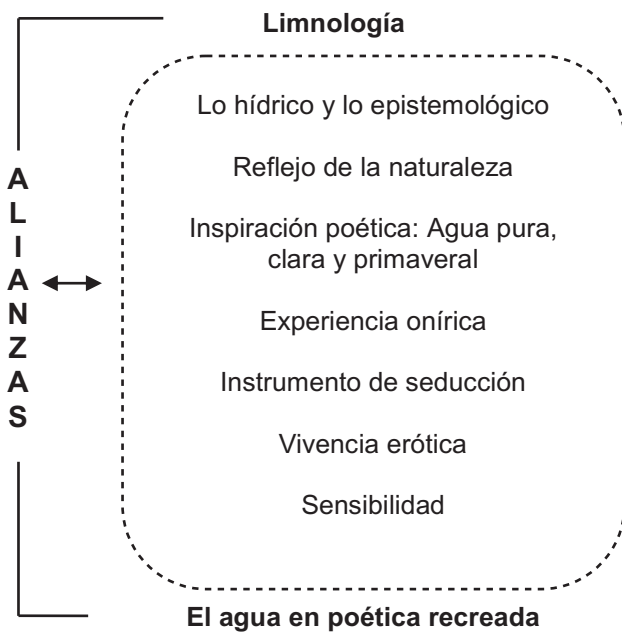 Limnología
Lo hídrico y lo epistemológico
Reflejo de la naturaleza
Inspiración poética: Agua pura,
clara y primaveral
Experiencia onírica
Instrumento de seducción
Vivencia erótica
Sensibilidad
A
L
I
A
N
Z
A
S
El agua en poética recreada